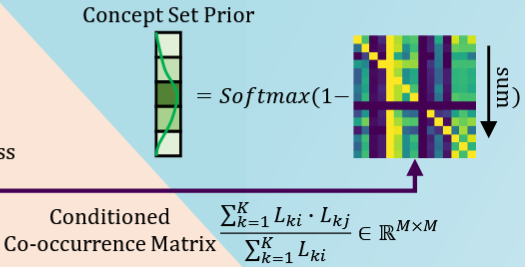 Concept Set Prior
= Softmax(1−
)
sum
ss
Conditioned
Co-occurrence Matrix
∑_{k=1}^{K} L_{ki} · L_{kj} / ∑_{k=1}^{K} L_{ki} ∈ ℝ^{M×M}